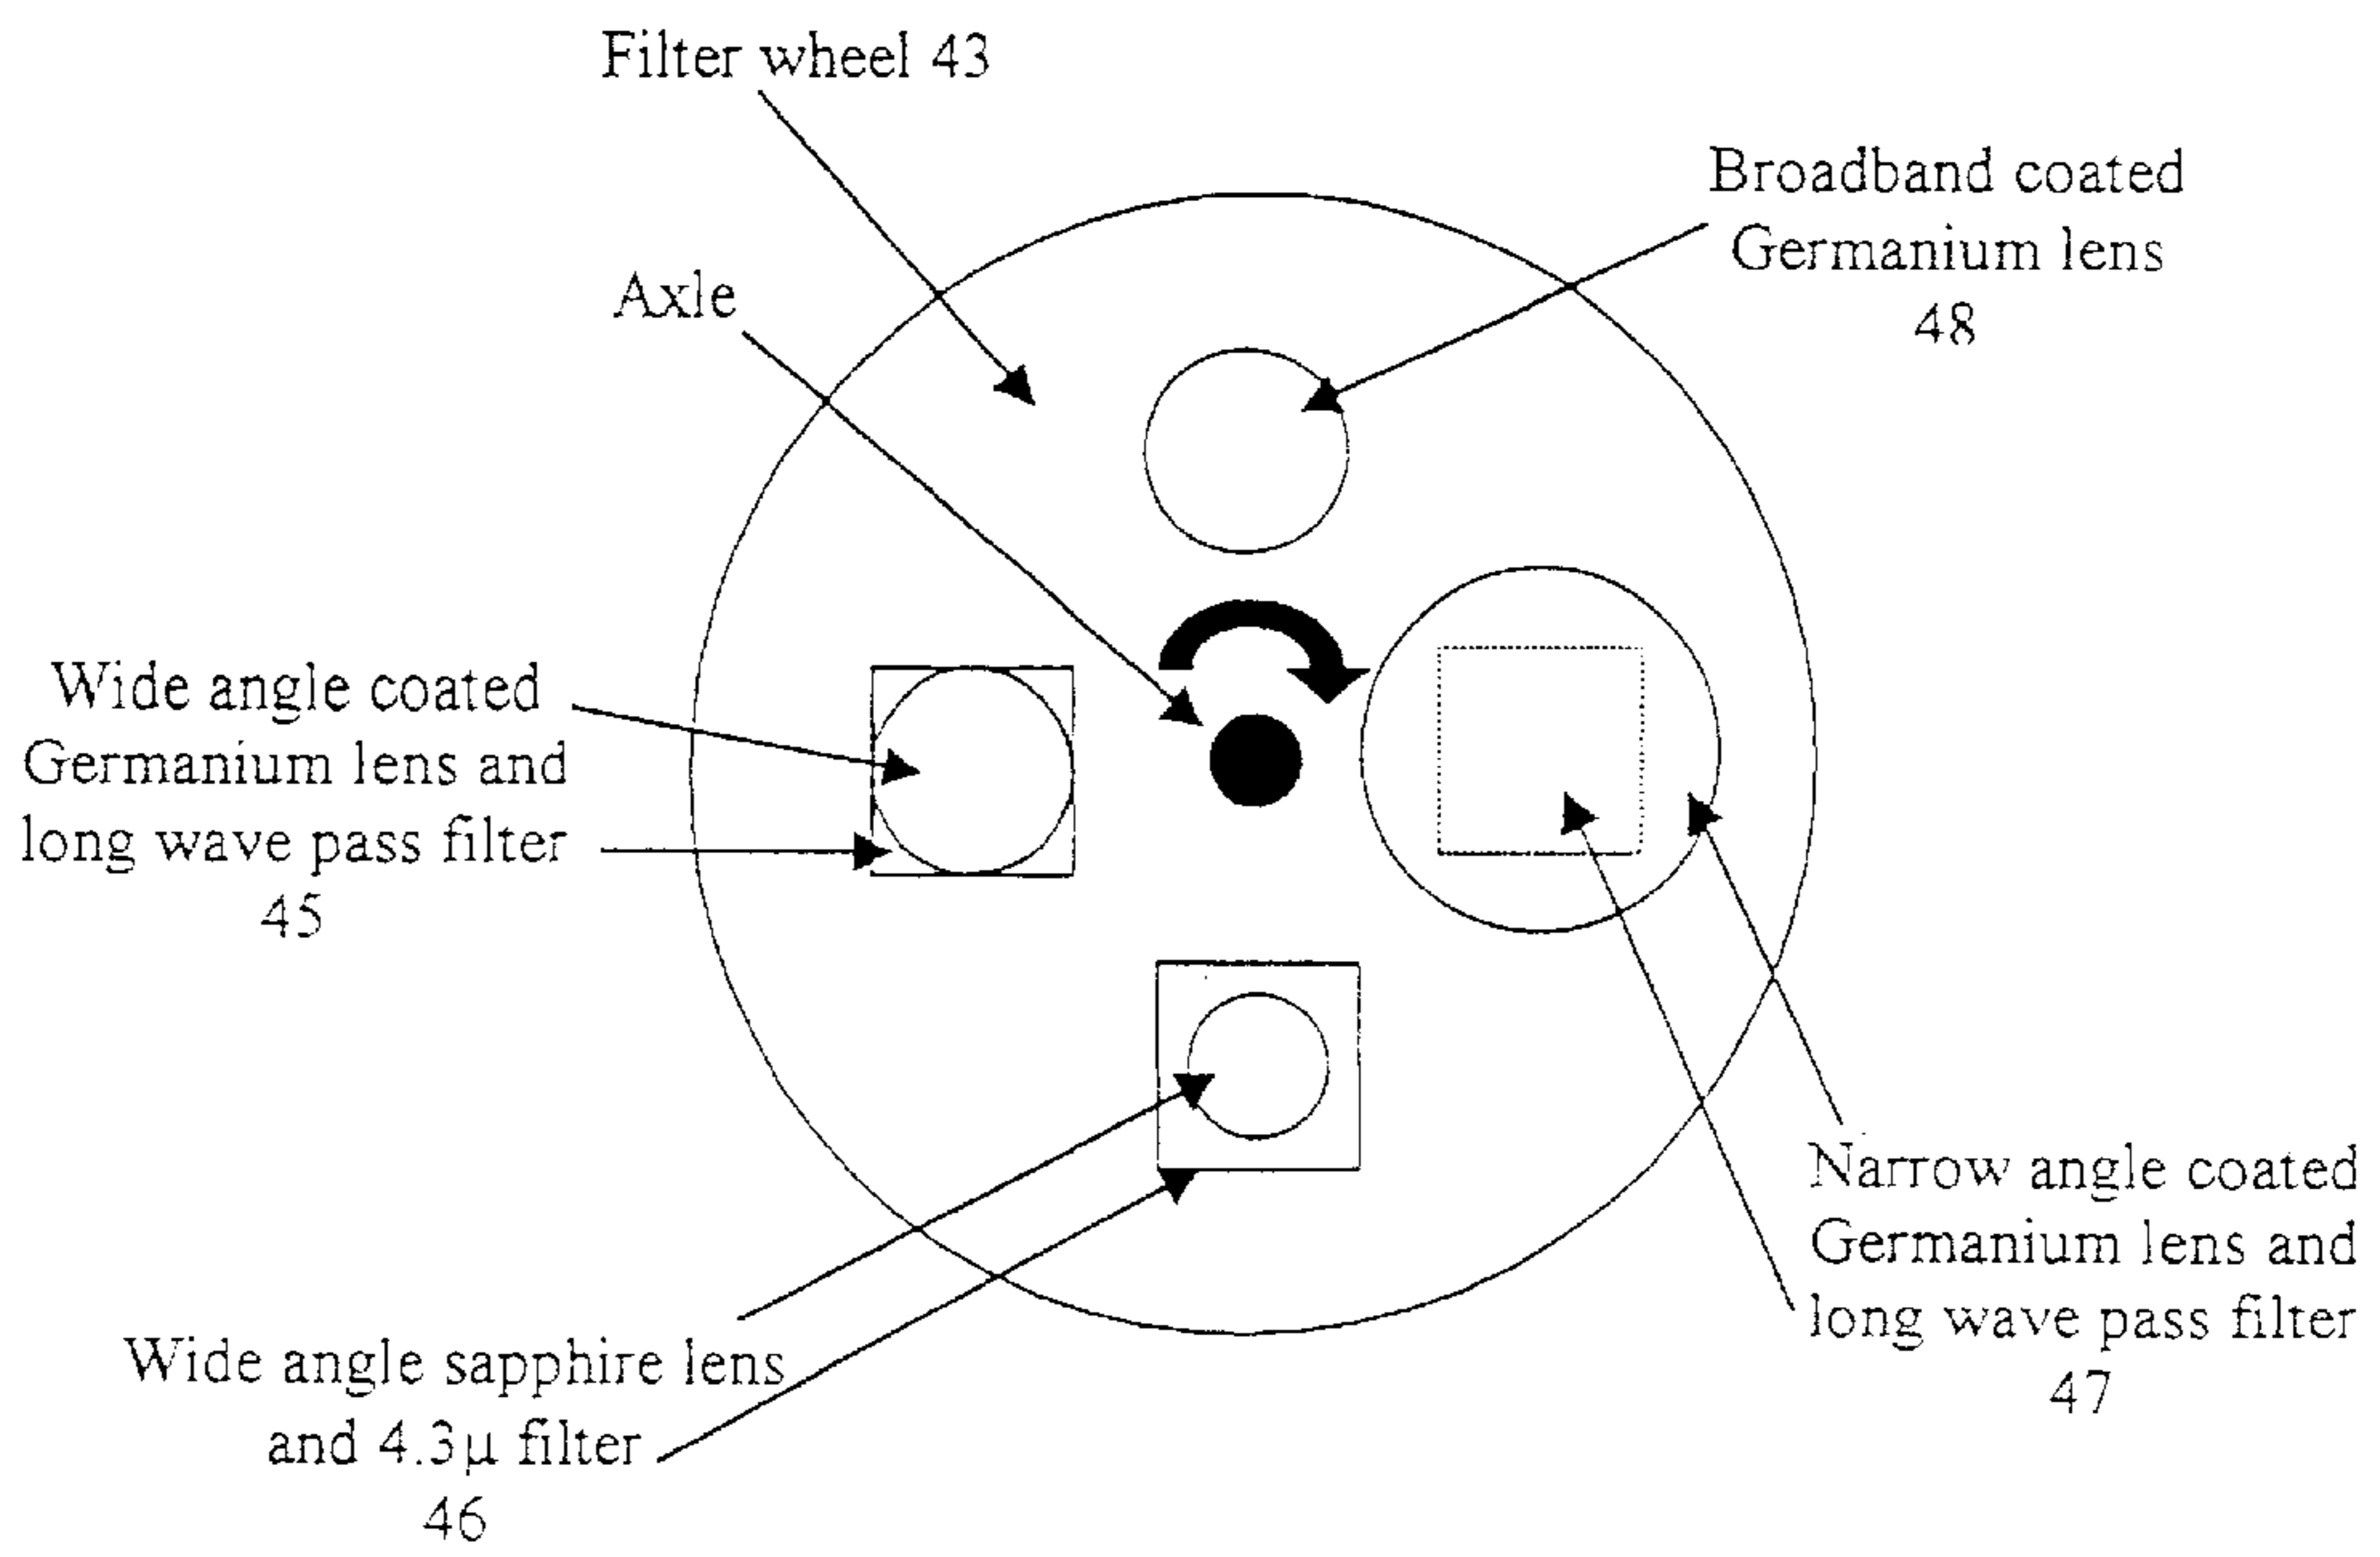 Filter wheel 43
Broadband coated
Germanium lens
48
Axle
Wide angle coated
Germanium lens and
long wave pass filter
45
Narrow angle coated
Germanium lens and
long wave pass filter
47
Wide angle sapphire lens
and 4.3µ filter
46